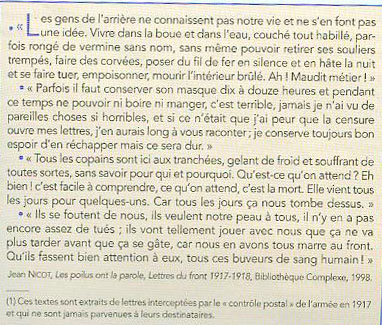 « Les gens de l'arrière ne connaissent pas notre vie et ne s'en font pas
une idée. Vivre dans la boue et dans l'eau, couché tout habillé, par-
fois rongé de vermine sans nom, sans même pouvoir retirer ses souliers
trempés, faire des corvées, poser du fil de fer en silence et en hâte la nuit
et se faire tuer, empoisonner, mourir l'intérieur brûlé. Ah ! Maudit métier ! »
« Parfois il faut conserver son masque dix à douze heures et pendant
ce temps ne pouvoir ni boire ni manger, c'est terrible, jamais je n'ai vu de
pareilles choses si horribles, et si ce n'était que j'ai peur que la censure
ouvre mes lettres, j'en aurais long à vous raconter ; je conserve toujours bon
espoir d'en réchapper mais ce sera dur. »
« Tous les copains sont ici aux tranchées, gelant de froid et souffrant de
toutes sortes, sans savoir pour qui et pourquoi. Qu'est-ce qu'on attend ? Eh
bien ! c'est facile à comprendre, ce qu'on attend, c'est la mort. Elle vient tous
les jours pour quelques-uns. Car tous les jours ça nous tombe dessus. »
« Ils se foutent de nous, ils veulent notre peau à tous, il n'y en a pas
encore assez de tués ; ils vont tellement jouer avec nous que ça ne va
plus tarder avant que ça se gâte, car nous en avons tous marre au front.
Qu'ils fassent bien attention à eux, tous ces buveurs de sang humain ! »
Jean NICOT, Les poilus ont la parole, Lettres du front 1917-1918, Bibliothèque Complexe, 1998.
(1) Ces textes sont extraits de lettres interceptées par le « contrôle postal » de l'armée en 1917
et qui ne sont jamais parvenues à leurs destinataires.